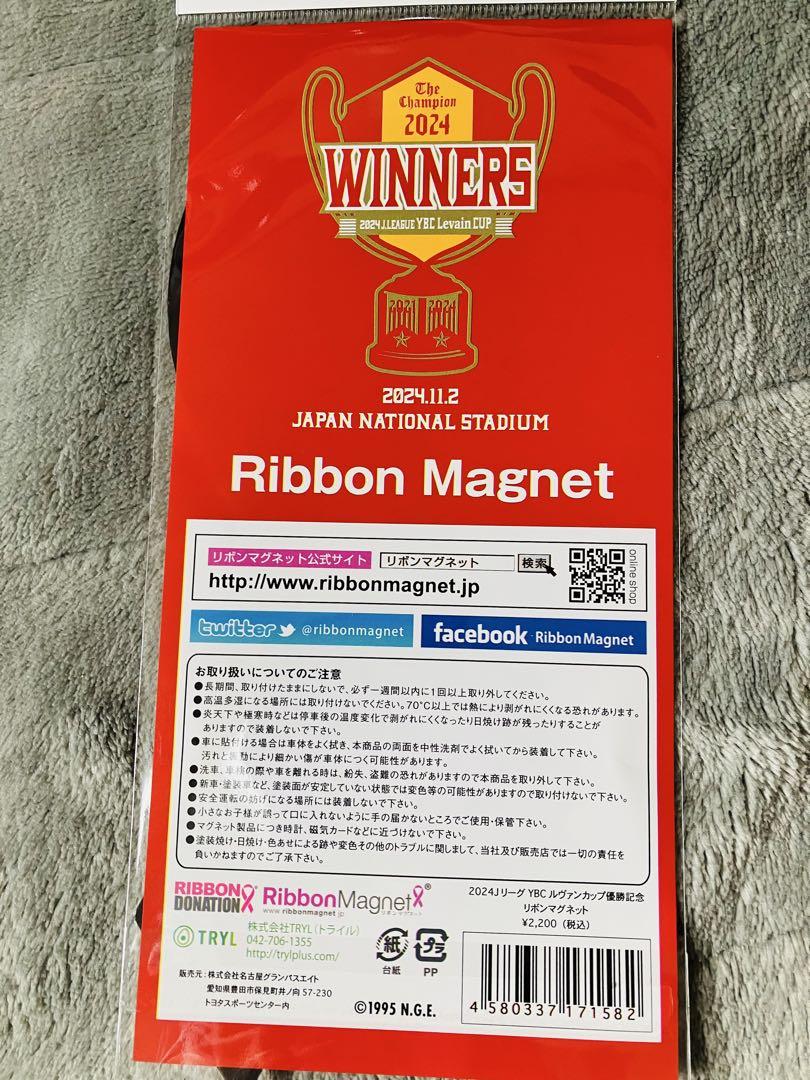 The
Champion
2024
WINNERS
2024 J.LEAGUE YBC Levain CUP
2021 2024
2024.11.2
JAPAN NATIONAL STADIUM
Ribbon Magnet
リボンマグネット公式サイト リボンマグネット 検索
http://www.ribbonmagnet.jp
online shop
twitter @ribbonmagnet
facebook Ribbon Magnet
お取り扱いについてのご注意
●長期間、取り付けたままにしないで、必ず一週間以内に1回以上取り外してください。
●高温多湿になる場所には取り付けないでください。70℃以上では熱により剥がれにくくなる恐れがあります。
●炎天下や極寒時などは停車後の温度変化で剥がれにくくなったり日焼け跡が残ったりすることが
ありますので装着しないで下さい。
●車に貼付ける場合は車体をよく拭き、本商品の両面を中性洗剤でよく拭いてから装着して下さい。
汚れと振動により細かい傷が車体につく可能性があります。
●洗車、車検の際や車を離れる時は、紛失、盗難の恐れがありますので本商品を取り外して下さい。
●新車・塗装車など、塗装面が安定していない状態では変色等の可能性がありますので取り付けないで下さい。
●安全運転の妨げになる場所には装着しないで下さい。
●小さなお子様が誤って口に入れないように手の届かないところでご使用・保管下さい。
●マグネット製品につき時計、磁気カードなどに近づけないで下さい。
●塗装焼け・日焼け・色あせによる跡や変色その他のトラブルに関しまして、当社及び販売店では一切の責任を
負いかねますのでご了承下さい。
RIBBON
DONATION
RibbonMagnet®
www.ribbonmagnet.jp リボンマグネット
2024Jリーグ YBC ルヴァンカップ優勝記念
リボンマグネット
¥2,200（税込）
TRYL
株式会社TRYL（トライル）
042-706-1355
http://trylplus.com/
紙 プラ
台紙 PP
販売元：株式会社名古屋グランパスエイト
愛知県豊田市保見町井ノ向 57-230
トヨタスポーツセンター内
©1995 N.G.E.
4 580337 171582